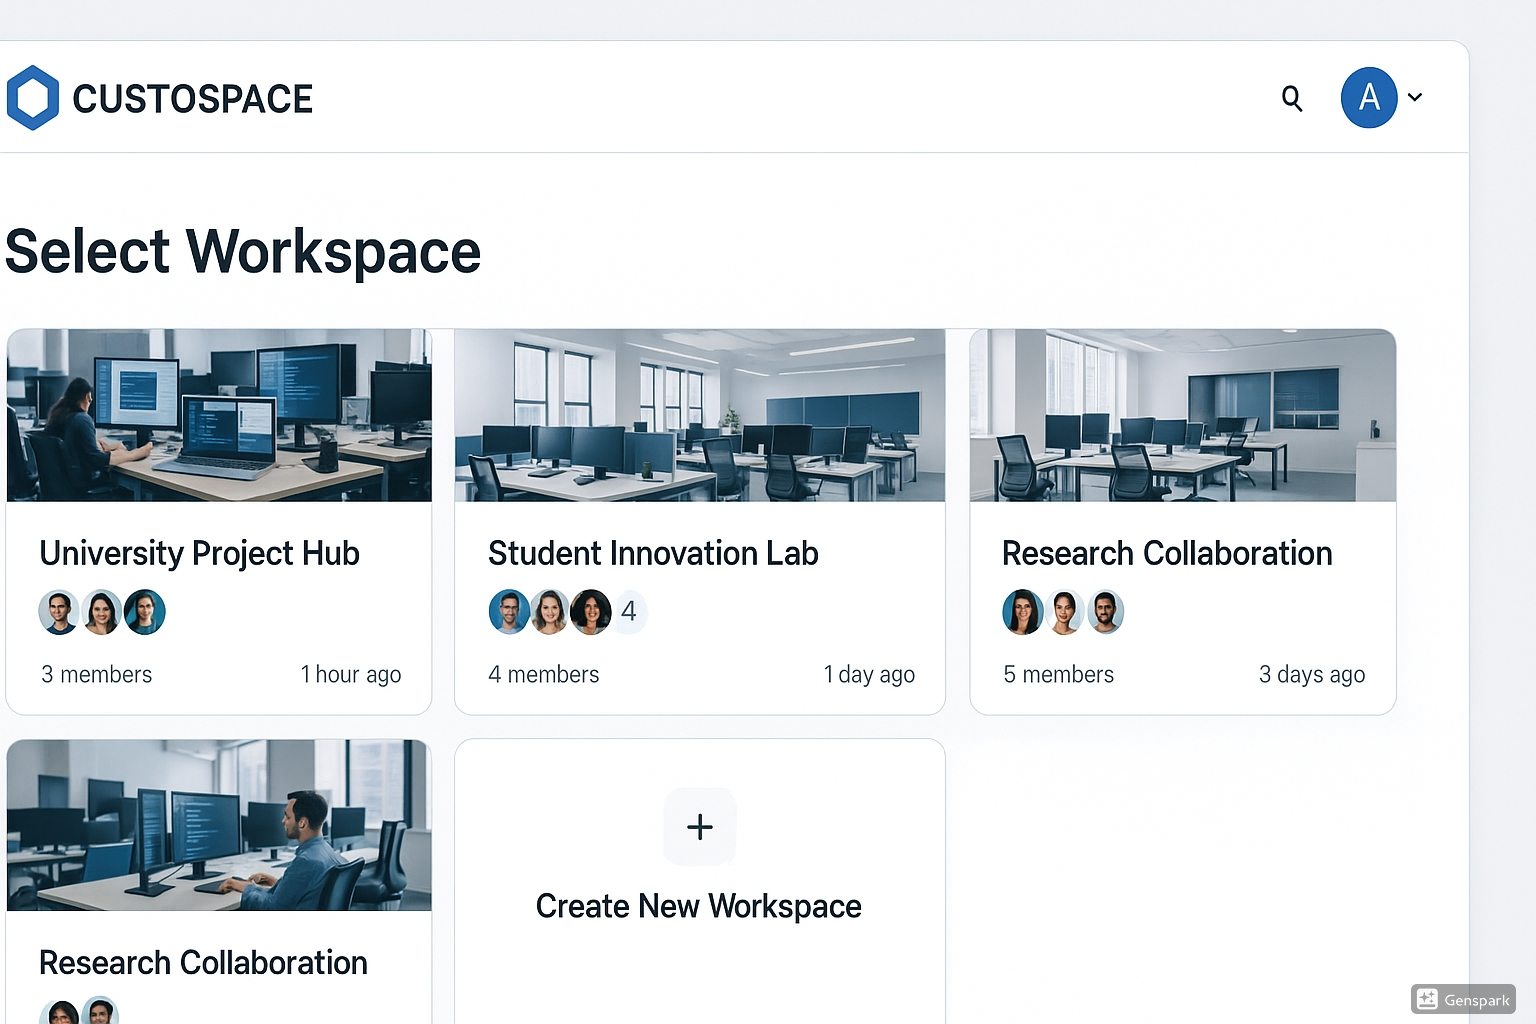 CUSTOSPACE
A
Select Workspace
University Project Hub
3 members
1 hour ago
Student Innovation Lab
4
4 members
1 day ago
Research Collaboration
5 members
3 days ago
Research Collaboration
Create New Workspace
Genspark